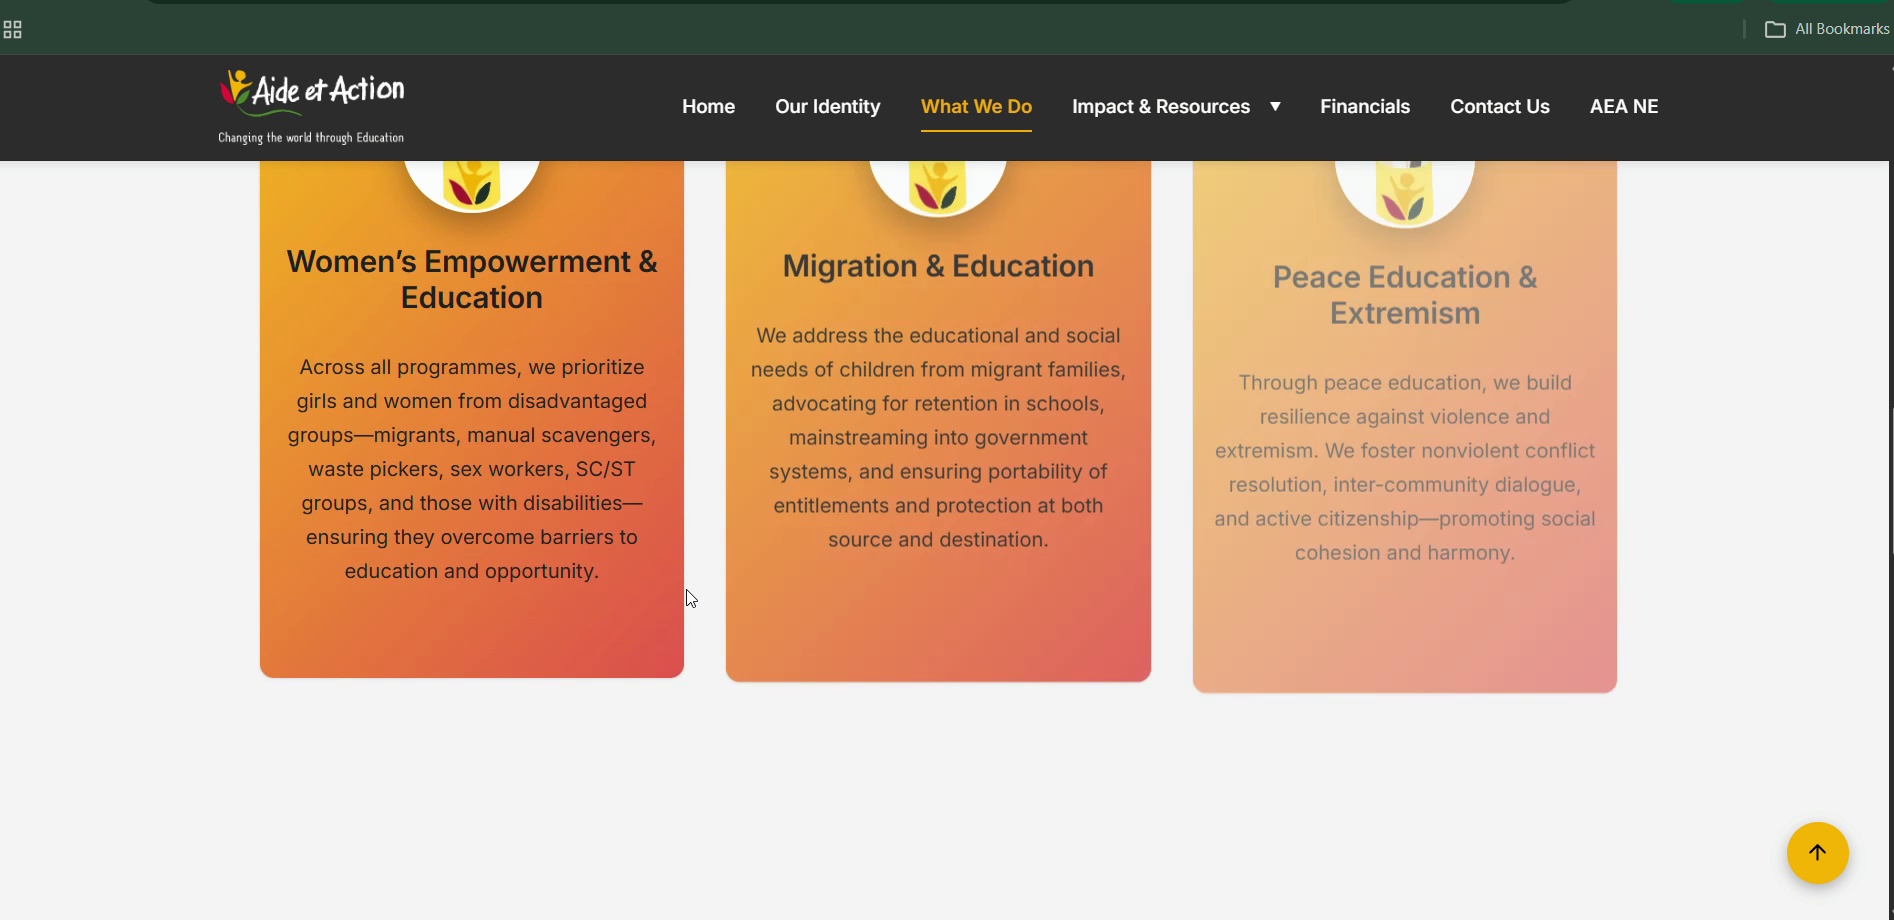 All Bookmarks
Aide et Action
Changing the world through Education
Home Our Identity What We Do Impact & Resources ▼ Financials Contact Us AEA NE
Women’s Empowerment &
Education
Across all programmes, we prioritize
girls and women from disadvantaged
groups—migrants, manual scavengers,
waste pickers, sex workers, SC/ST
groups, and those with disabilities—
ensuring they overcome barriers to
education and opportunity.
Migration & Education
We address the educational and social
needs of children from migrant families,
advocating for retention in schools,
mainstreaming into government
systems, and ensuring portability of
entitlements and protection at both
source and destination.
Peace Education &
Extremism
Through peace education, we build
resilience against violence and
extremism. We foster nonviolent conflict
resolution, inter-community dialogue,
and active citizenship—promoting social
cohesion and harmony.